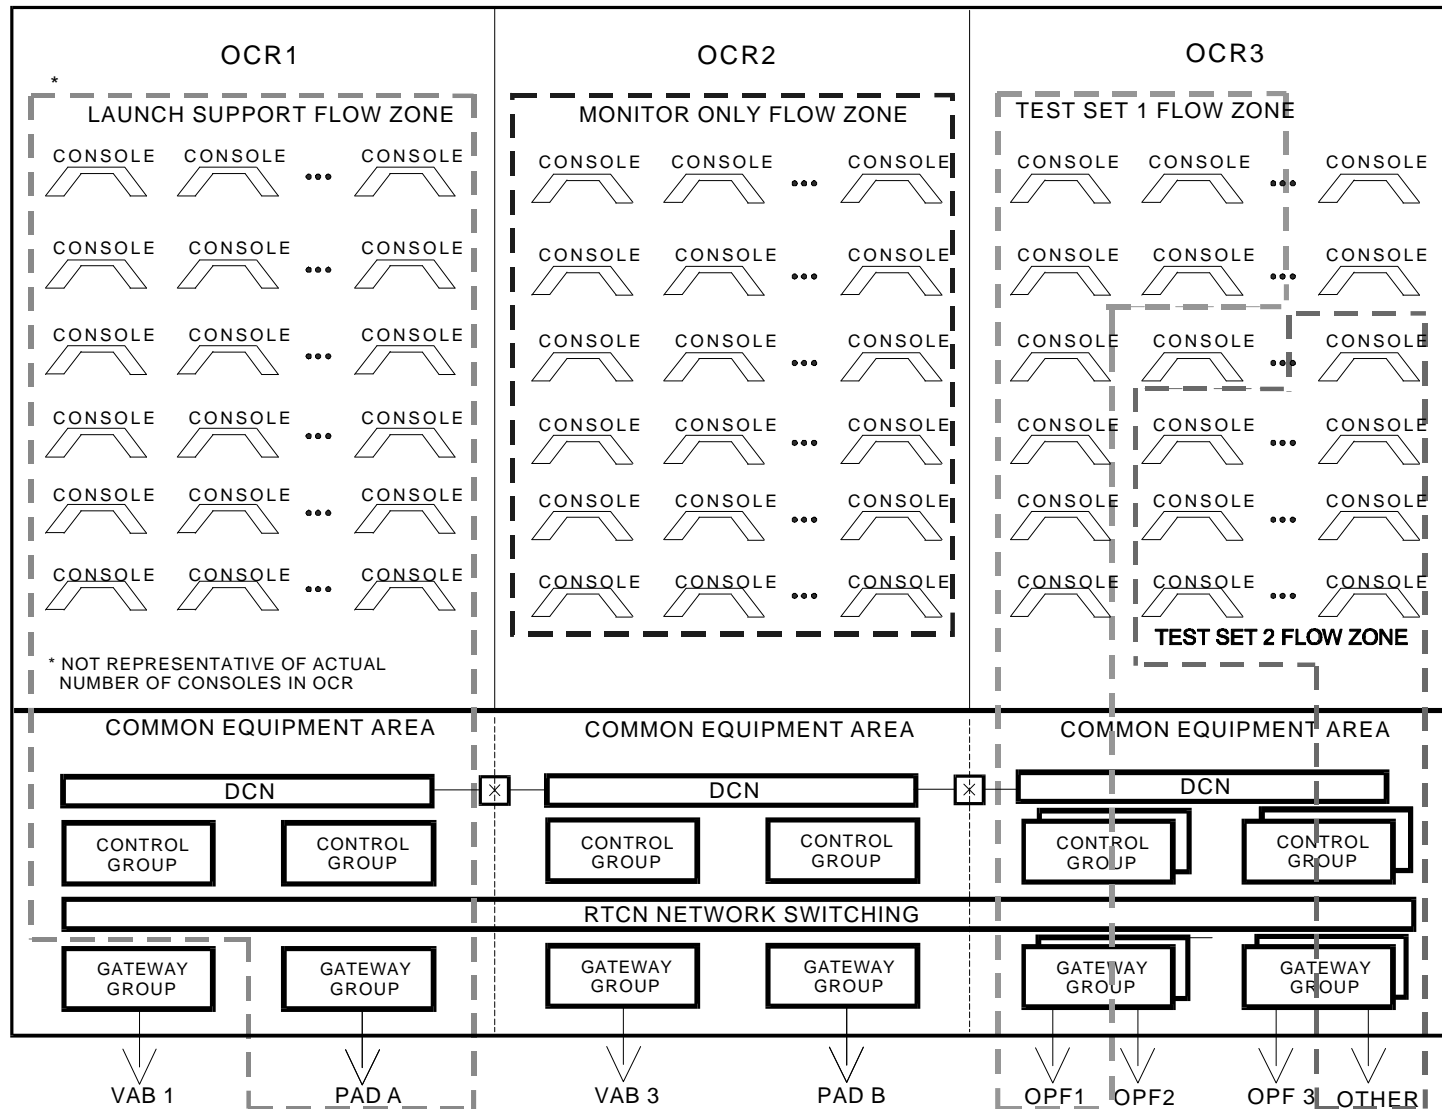 OCR1 OCR2 OCR3
*
LAUNCH SUPPORT FLOW ZONE MONITOR ONLY FLOW ZONE TEST SET 1 FLOW ZONE
CONSOLE CONSOLE CONSOLE CONSOLE CONSOLE CONSOLE CONSOLE CONSOLE CONSOLE
CONSOLE CONSOLE CONSOLE CONSOLE CONSOLE CONSOLE CONSOLE CONSOLE CONSOLE
CONSOLE CONSOLE CONSOLE CONSOLE CONSOLE CONSOLE CONSOLE CONSOLE CONSOLE
CONSOLE CONSOLE CONSOLE CONSOLE CONSOLE CONSOLE CONSOLE CONSOLE CONSOLE
CONSOLE CONSOLE CONSOLE CONSOLE CONSOLE CONSOLE CONSOLE CONSOLE CONSOLE
CONSOLE CONSOLE CONSOLE CONSOLE CONSOLE CONSOLE CONSOLE CONSOLE CONSOLE
TEST SET 2 FLOW ZONE
* NOT REPRESENTATIVE OF ACTUAL
NUMBER OF CONSOLES IN OCR
COMMON EQUIPMENT AREA COMMON EQUIPMENT AREA COMMON EQUIPMENT AREA
DCN DCN DCN
CONTROL CONTROL CONTROL CONTROL CONTROL CONTROL
GROUP GROUP GROUP GROUP GROUP GROUP
RTCN NETWORK SWITCHING
GATEWAY GATEWAY GATEWAY GATEWAY GATEWAY GATEWAY
GROUP GROUP GROUP GROUP GROUP GROUP
VAB 1 PAD A VAB 3 PAD B OPF1 OPF2 OPF 3 OTHER